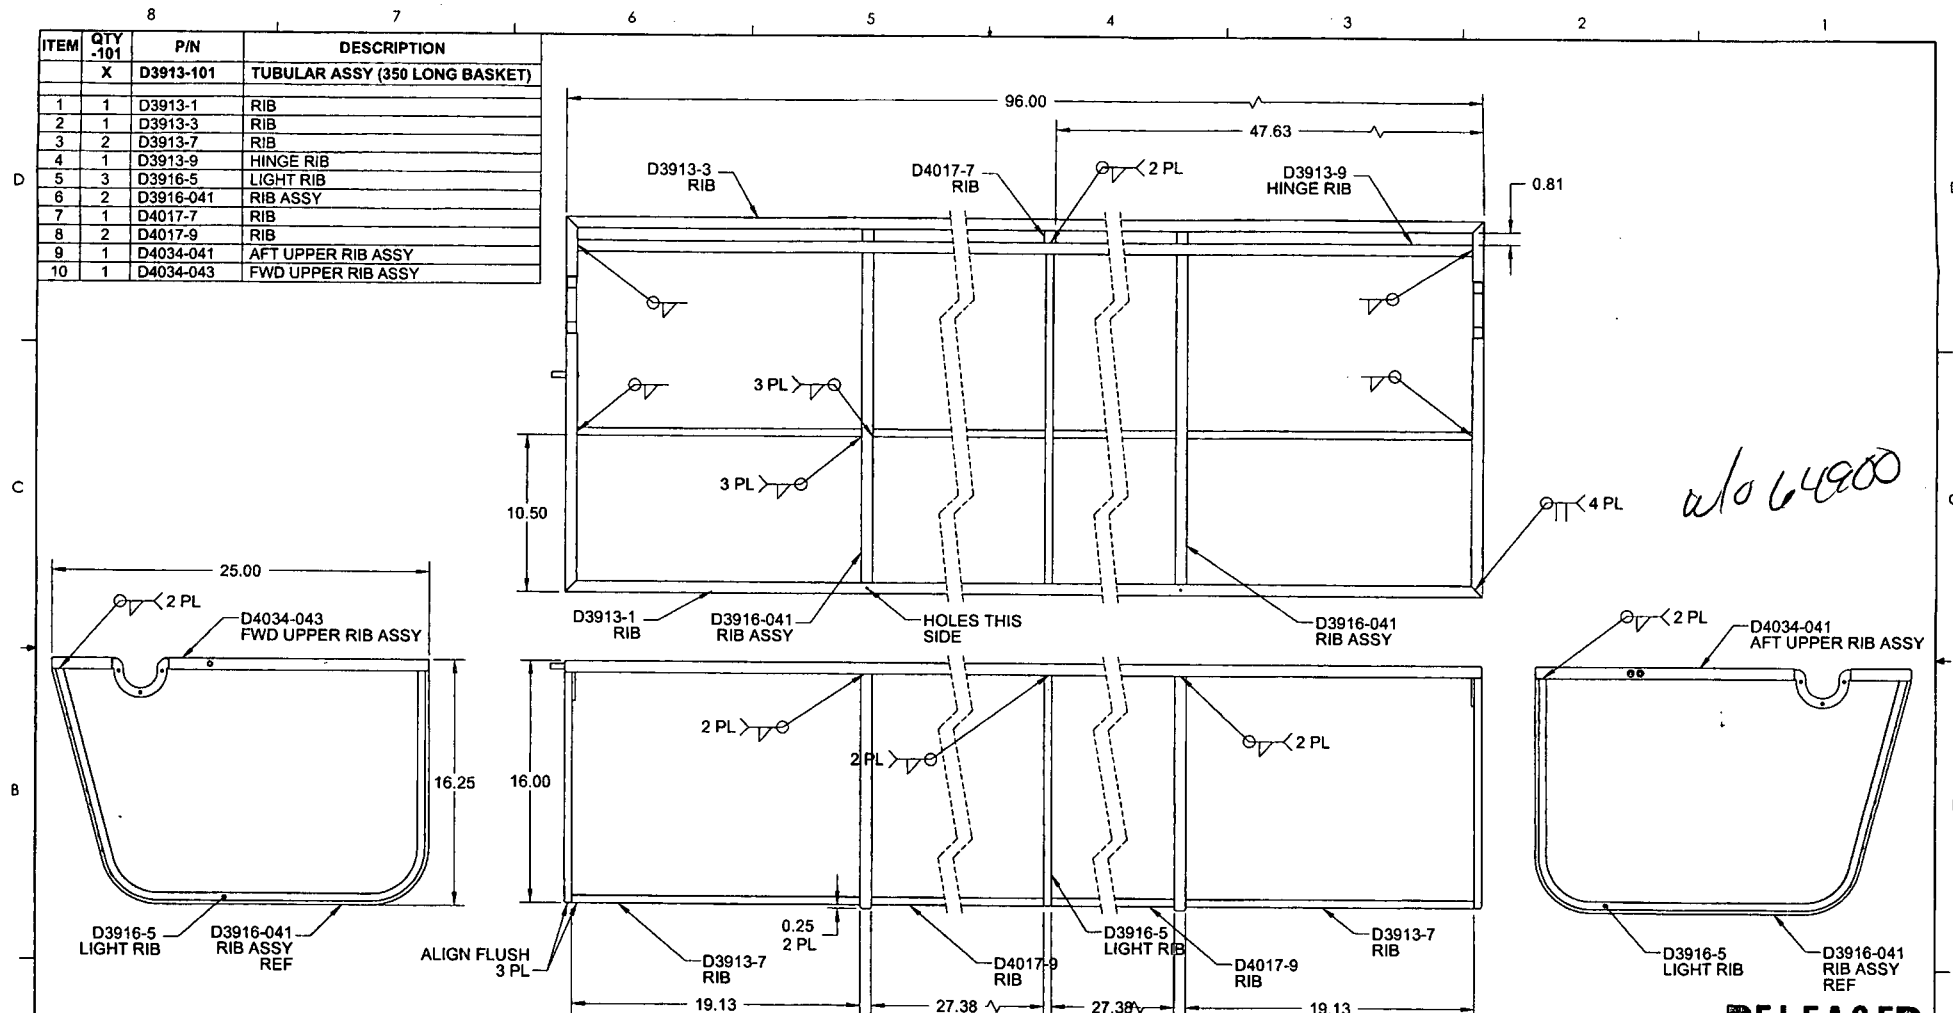 8 7 6 5 4 3 2 1
ITEM QTY -101 P/N DESCRIPTION
X D3913-101 TUBULAR ASSY (350 LONG BASKET)
1 1 D3913-1 RIB
2 1 D3913-3 RIB
3 2 D3913-7 RIB
4 1 D3913-9 HINGE RIB
5 3 D3916-5 LIGHT RIB
6 2 D3916-041 RIB ASSY
7 1 D4017-7 RIB
8 2 D4017-9 RIB
9 1 D4034-041 AFT UPPER RIB ASSY
10 1 D4034-043 FWD UPPER RIB ASSY
96.00
47.63
D
D3913-3
RIB
D4017-7
RIB
2 PL
D3913-9
HINGE RIB
0.81
3 PL
3 PL
C
10.50
4 PL
w/o 64900
25.00
2 PL
D4034-043
FWD UPPER RIB ASSY
D3913-1
RIB
D3916-041
RIB ASSY
HOLES THIS
SIDE
D3916-041
RIB ASSY
2 PL
D4034-041
AFT UPPER RIB ASSY
B
16.25
16.00
2 PL
2 PL
2 PL
D3916-5
LIGHT RIB
D3916-041
RIB ASSY
REF
ALIGN FLUSH
3 PL
D3913-7
RIB
0.25
2 PL
D4017-9
RIB
D3916-5
LIGHT RIB
D4017-9
RIB
D3913-7
RIB
D3916-5
LIGHT RIB
D3916-041
RIB ASSY
REF
19.13
27.38
27.38
19.13
RELEASED